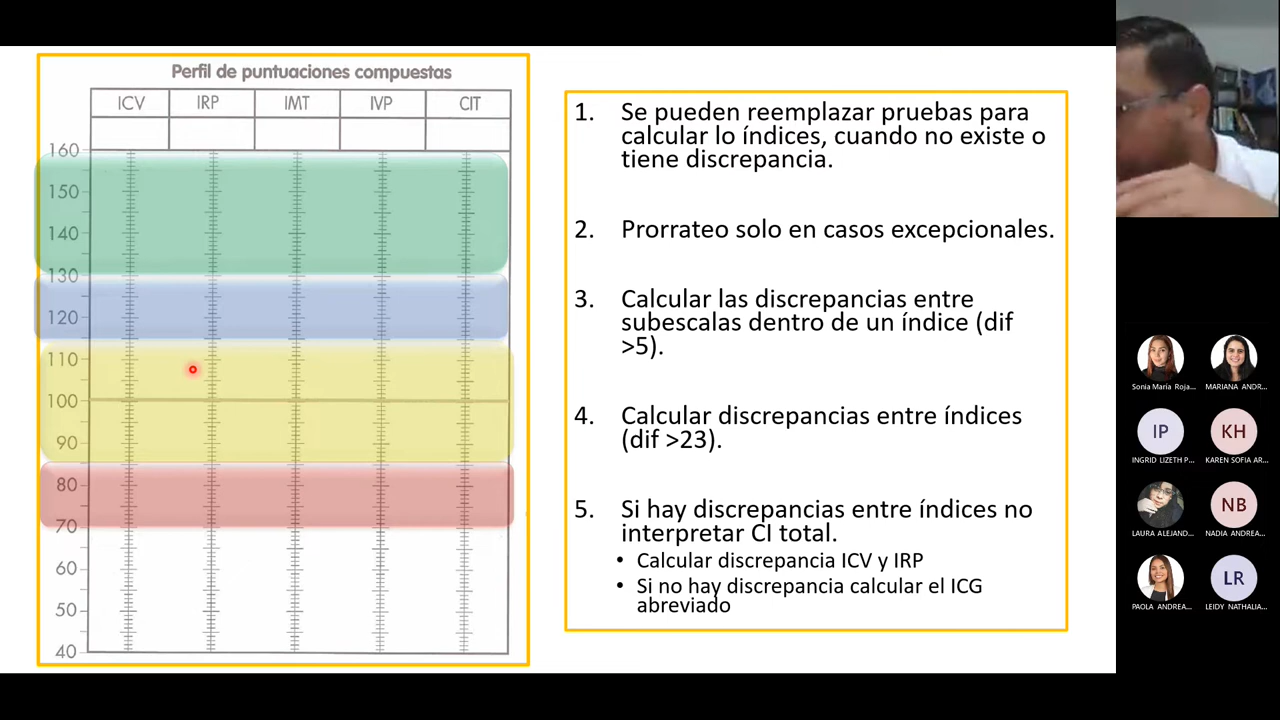 Perfil de puntuaciones compuestas
ICV IRP IMT IVP CIT
160
150
140
130
120
110
100
90
80
70
60
50
40
1. Se pueden reemplazar pruebas para
calcular lo índices, cuando no existe o
tiene discrepancia.
2. Prorrateo solo en casos excepcionales.
3. Calcular las discrepancias entre
subescalas dentro de un índice (dif
>5).
4. Calcular discrepancias entre índices
(dif >23).
5. Si hay discrepancias entre índices no
interpretar CI total.
• Calcular discrepancia ICV y IRP
• Si no hay discrepancia calcular el ICG
abreviado
Sonia Maria Roja... MARIANA ANDR...
IP KH
INGRID LIZETH P... KAREN SOFIA AR...
NB
LAURA ALEJAND... NADIA ANDREA...
LR
PAOLA ANDREA... LEIDY NATHALIA...